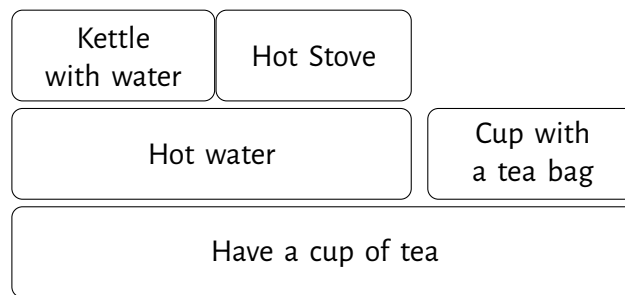 Kettle
with water
Hot Stove
Hot water
Cup with
a tea bag
Have a cup of tea